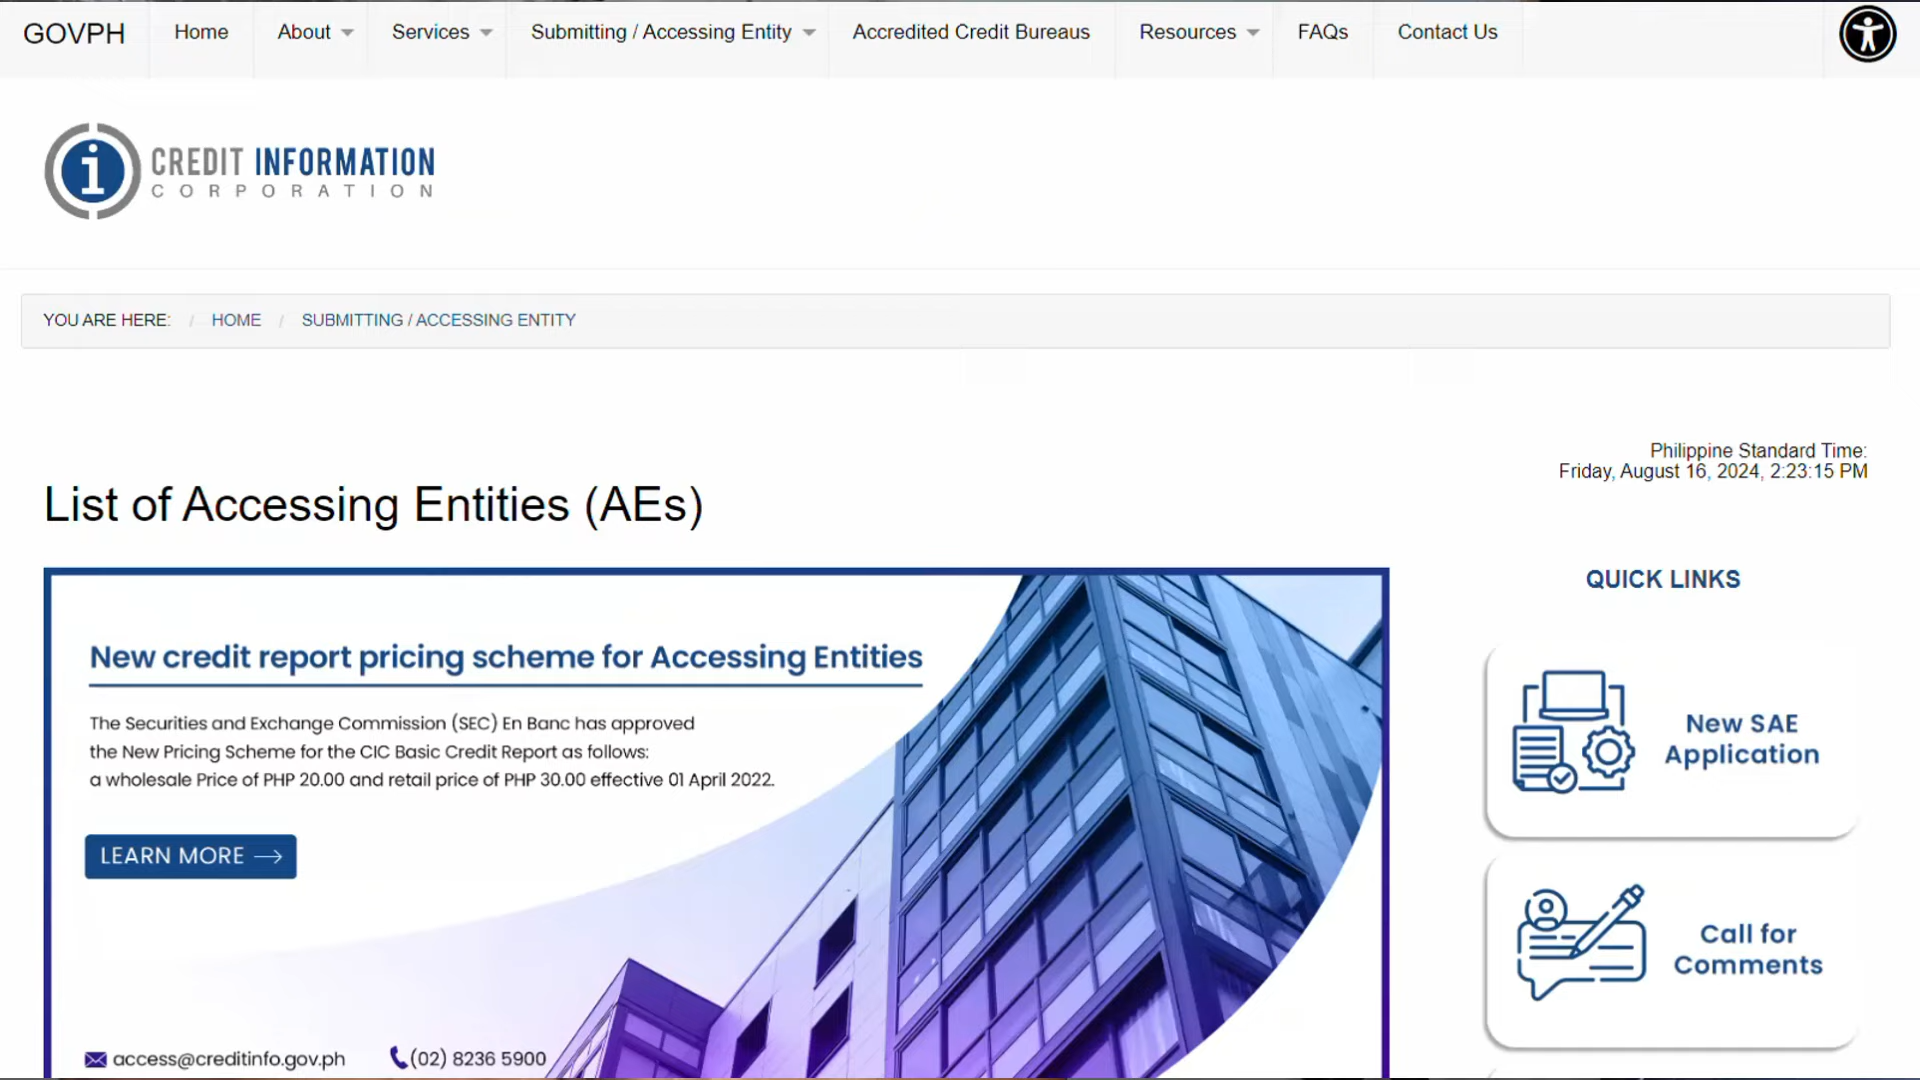 GOVPH Home About Services Submitting / Accessing Entity Accredited Credit Bureaus Resources FAQs Contact Us
i CREDIT INFORMATION
CORPORATION
YOU ARE HERE: / HOME / SUBMITTING / ACCESSING ENTITY
Philippine Standard Time:
Friday, August 16, 2024, 2:23:15 PM
List of Accessing Entities (AEs)
New credit report pricing scheme for Accessing Entities
The Securities and Exchange Commission (SEC) En Banc has approved
the New Pricing Scheme for the CIC Basic Credit Report as follows:
a wholesale Price of PHP 20.00 and retail price of PHP 30.00 effective 01 April 2022.
LEARN MORE →
access@creditinfo.gov.ph (02) 8236 5900
QUICK LINKS
New SAE
Application
Call for
Comments